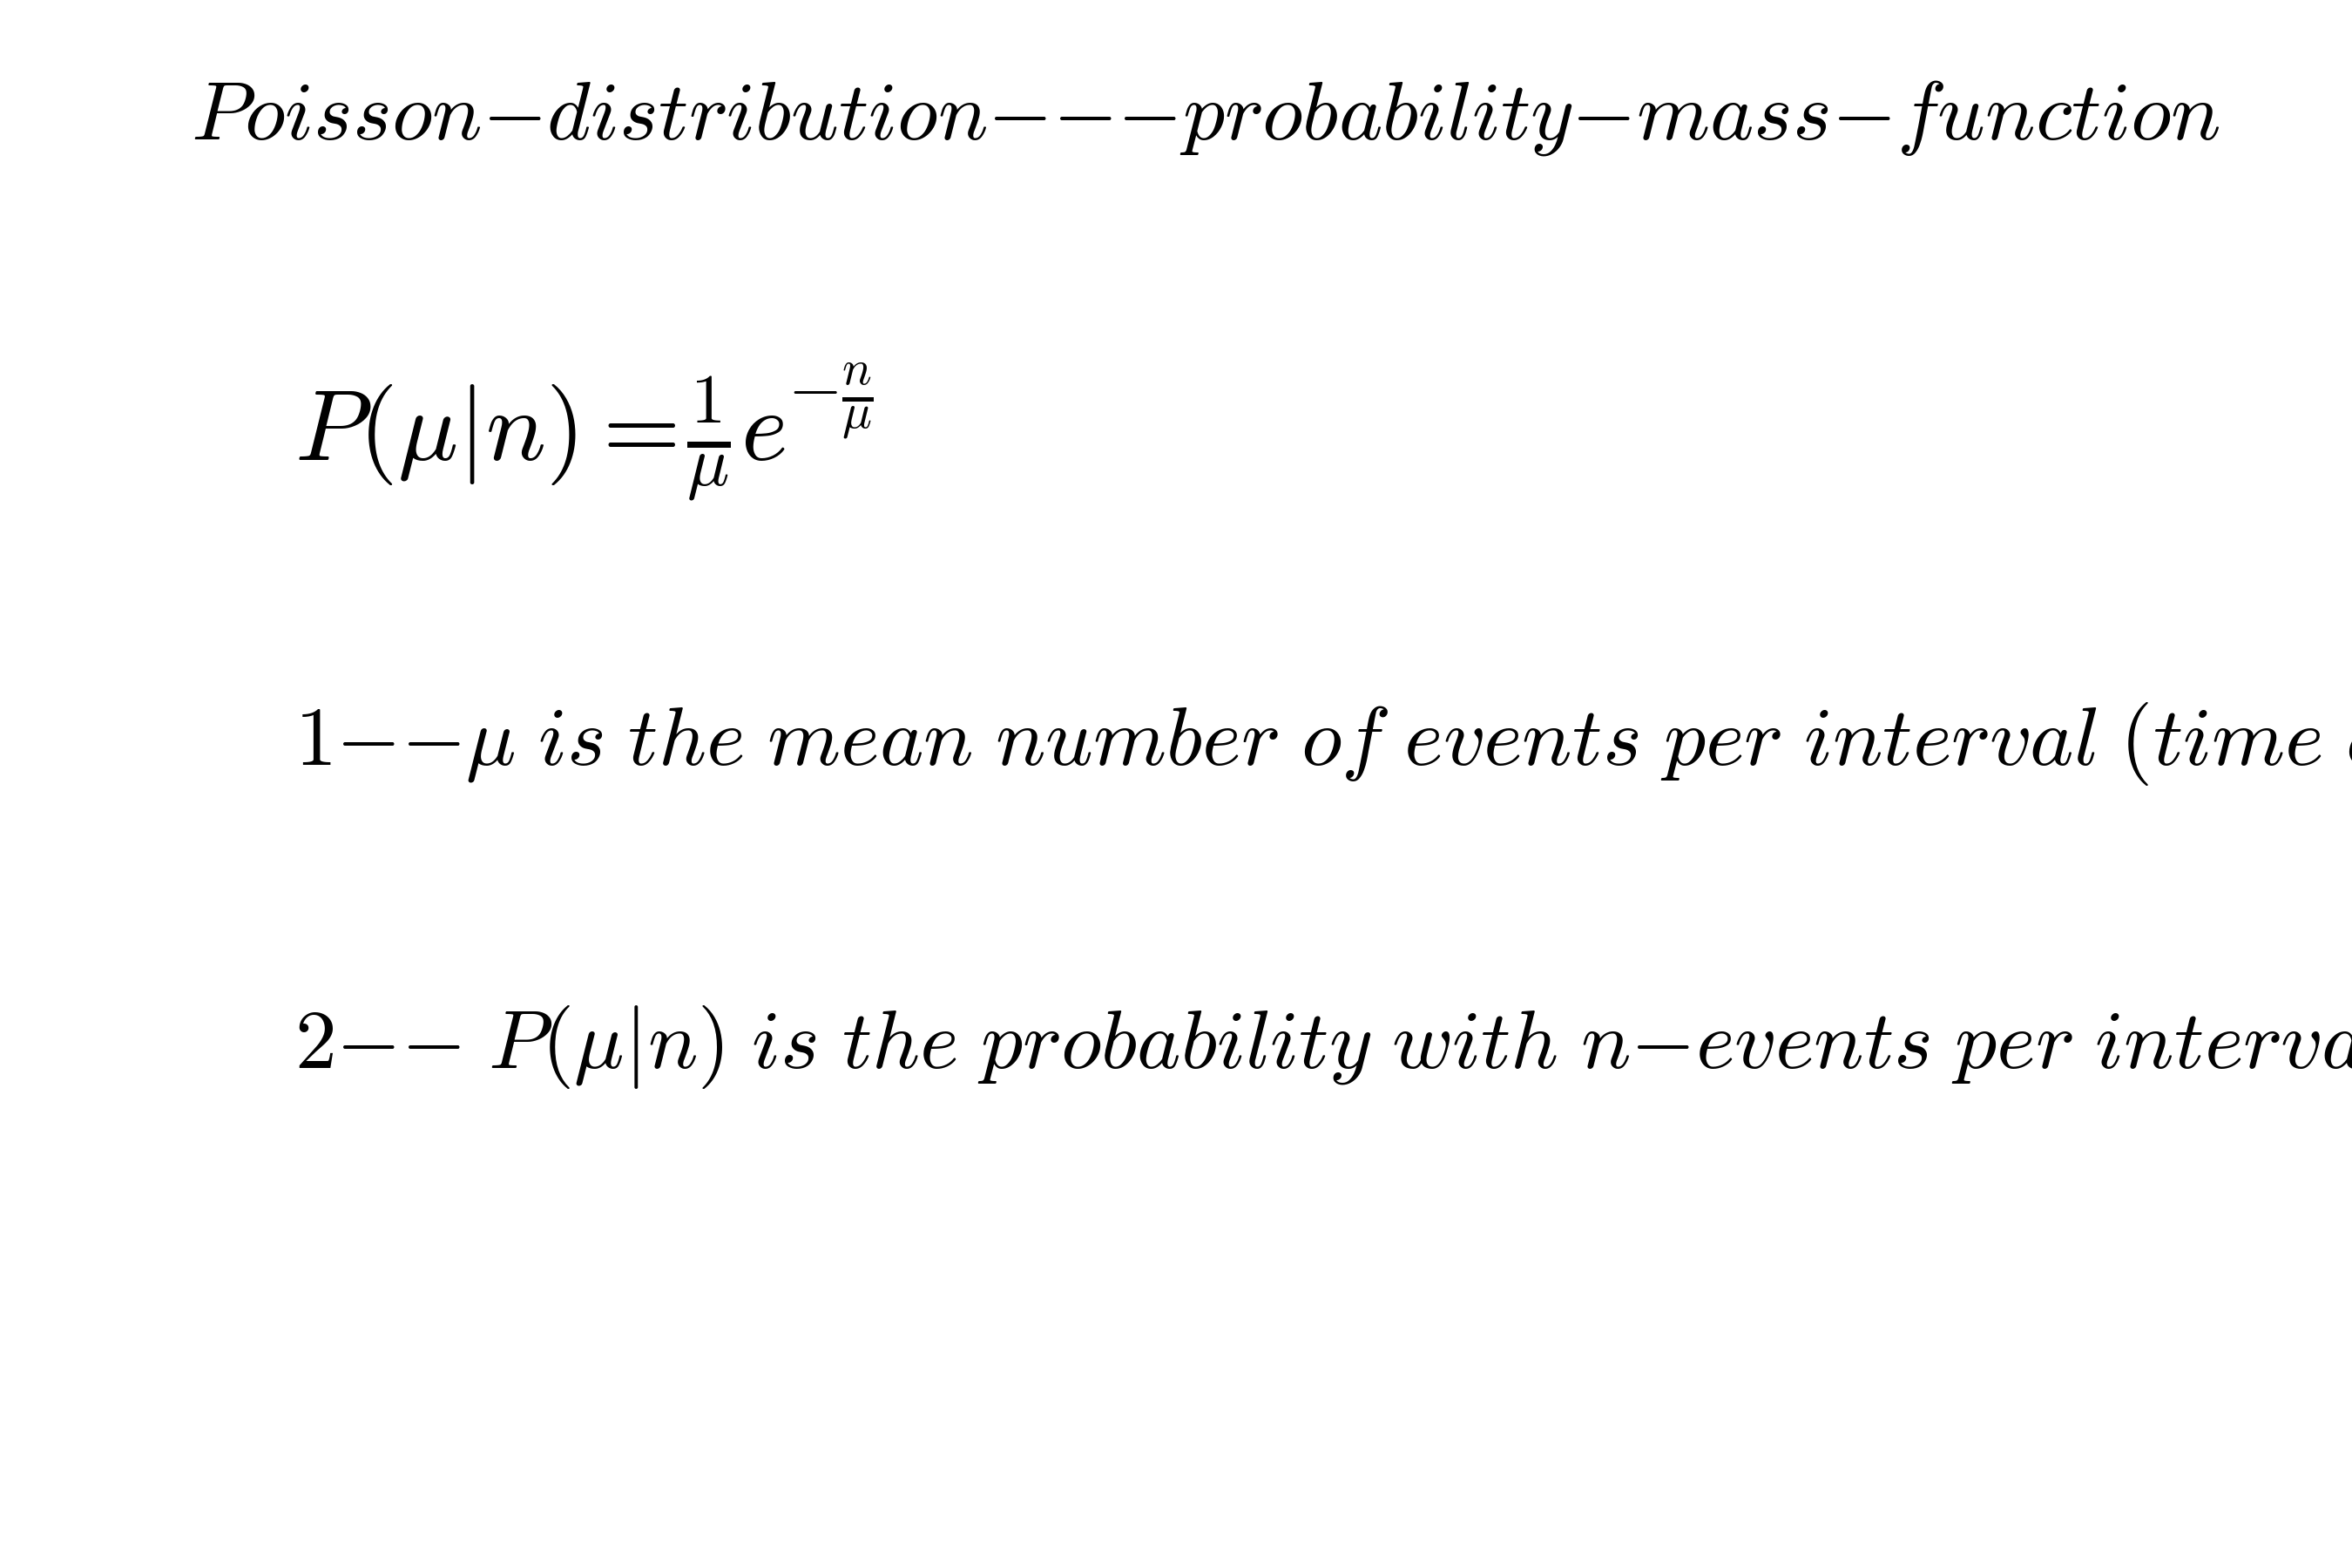 Poisson−distribution−−−probability−mass−function
P(μ|n) = 1/μ e^{−n/μ}
1−−μ is the mean number of events per interval (time
2−− P(μ|n) is the probability with n−events per